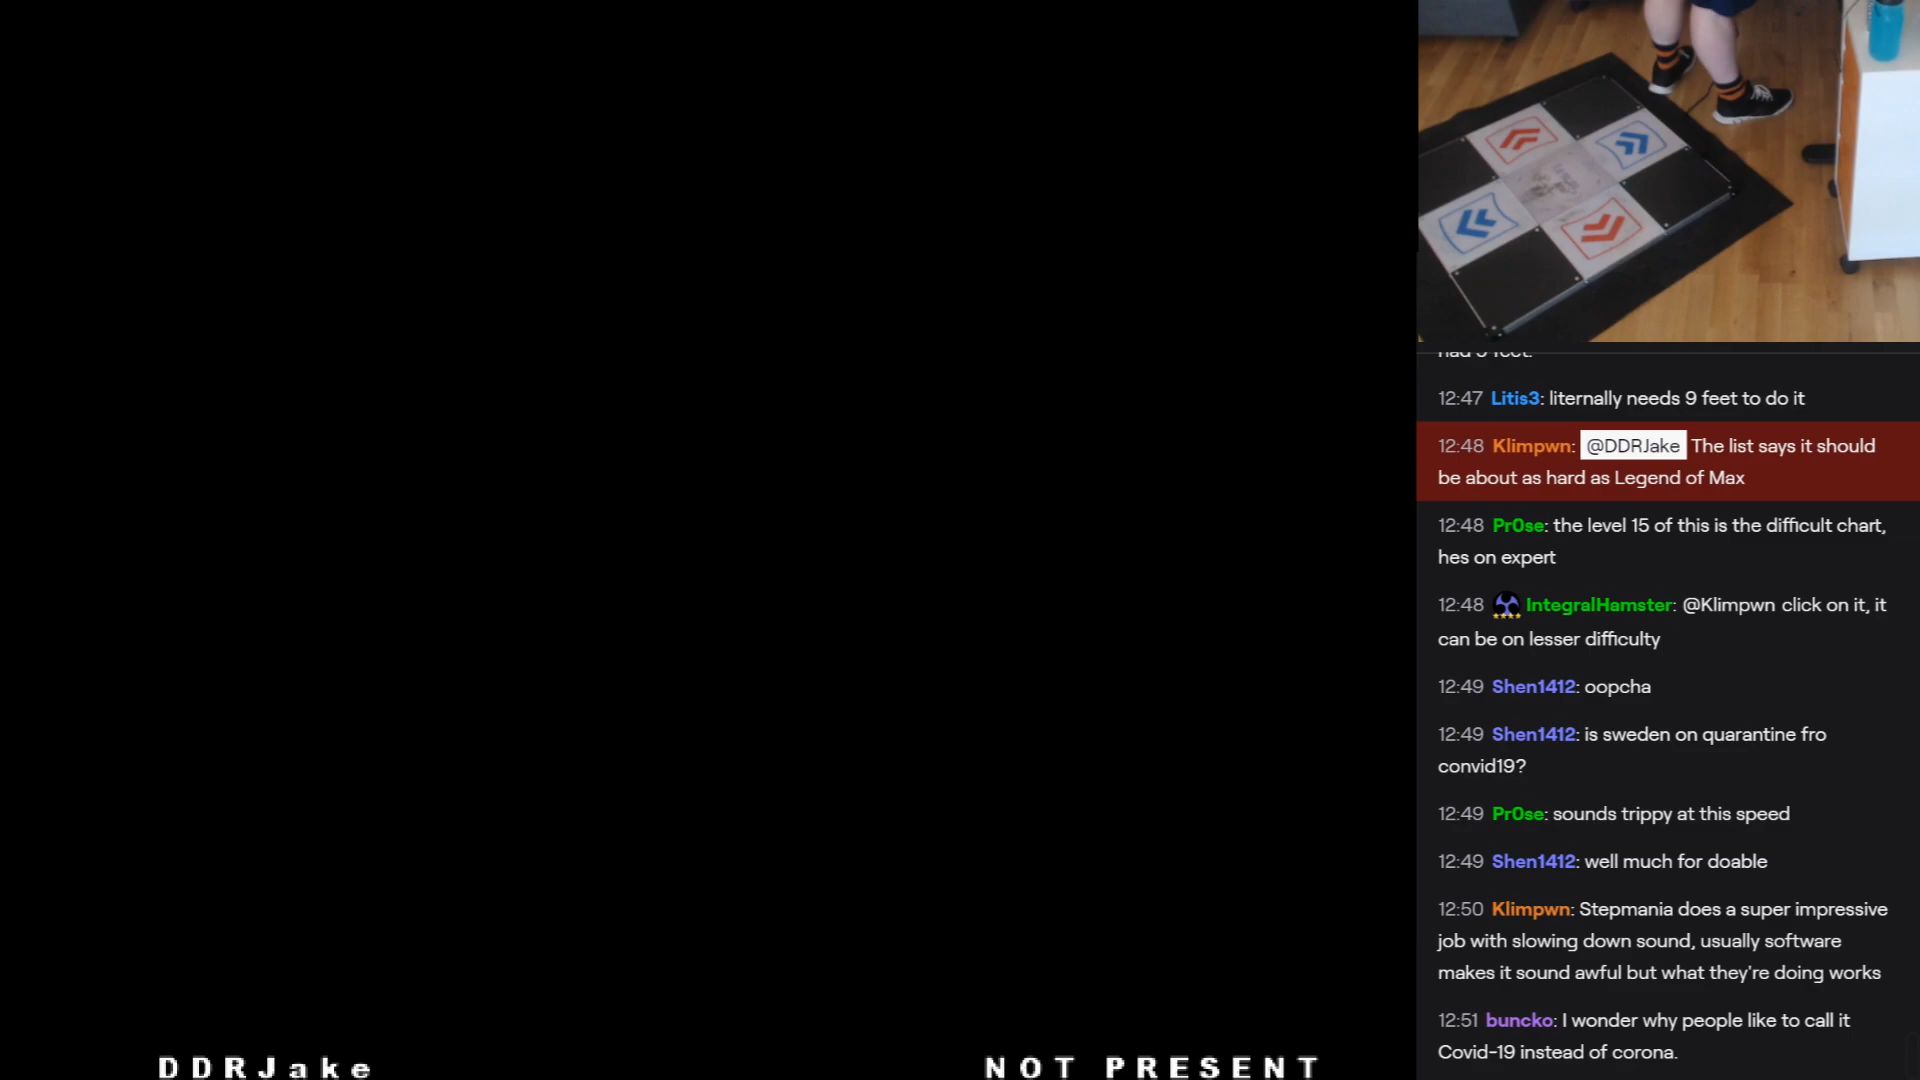 had 9 feet.
12:47 Litis3: liternally needs 9 feet to do it
12:48 Klimpwn: @DDRJake The list says it should
be about as hard as Legend of Max
12:48 Pr0se: the level 15 of this is the difficult chart,
hes on expert
12:48 IntegralHamster: @Klimpwn click on it, it
can be on lesser difficulty
12:49 Shen1412: oopcha
12:49 Shen1412: is sweden on quarantine fro
convid19?
12:49 Pr0se: sounds trippy at this speed
12:49 Shen1412: well much for doable
12:50 Klimpwn: Stepmania does a super impressive
job with slowing down sound, usually software
makes it sound awful but what they're doing works
12:51 buncko: I wonder why people like to call it
Covid-19 instead of corona.
DDRJake
NOT PRESENT